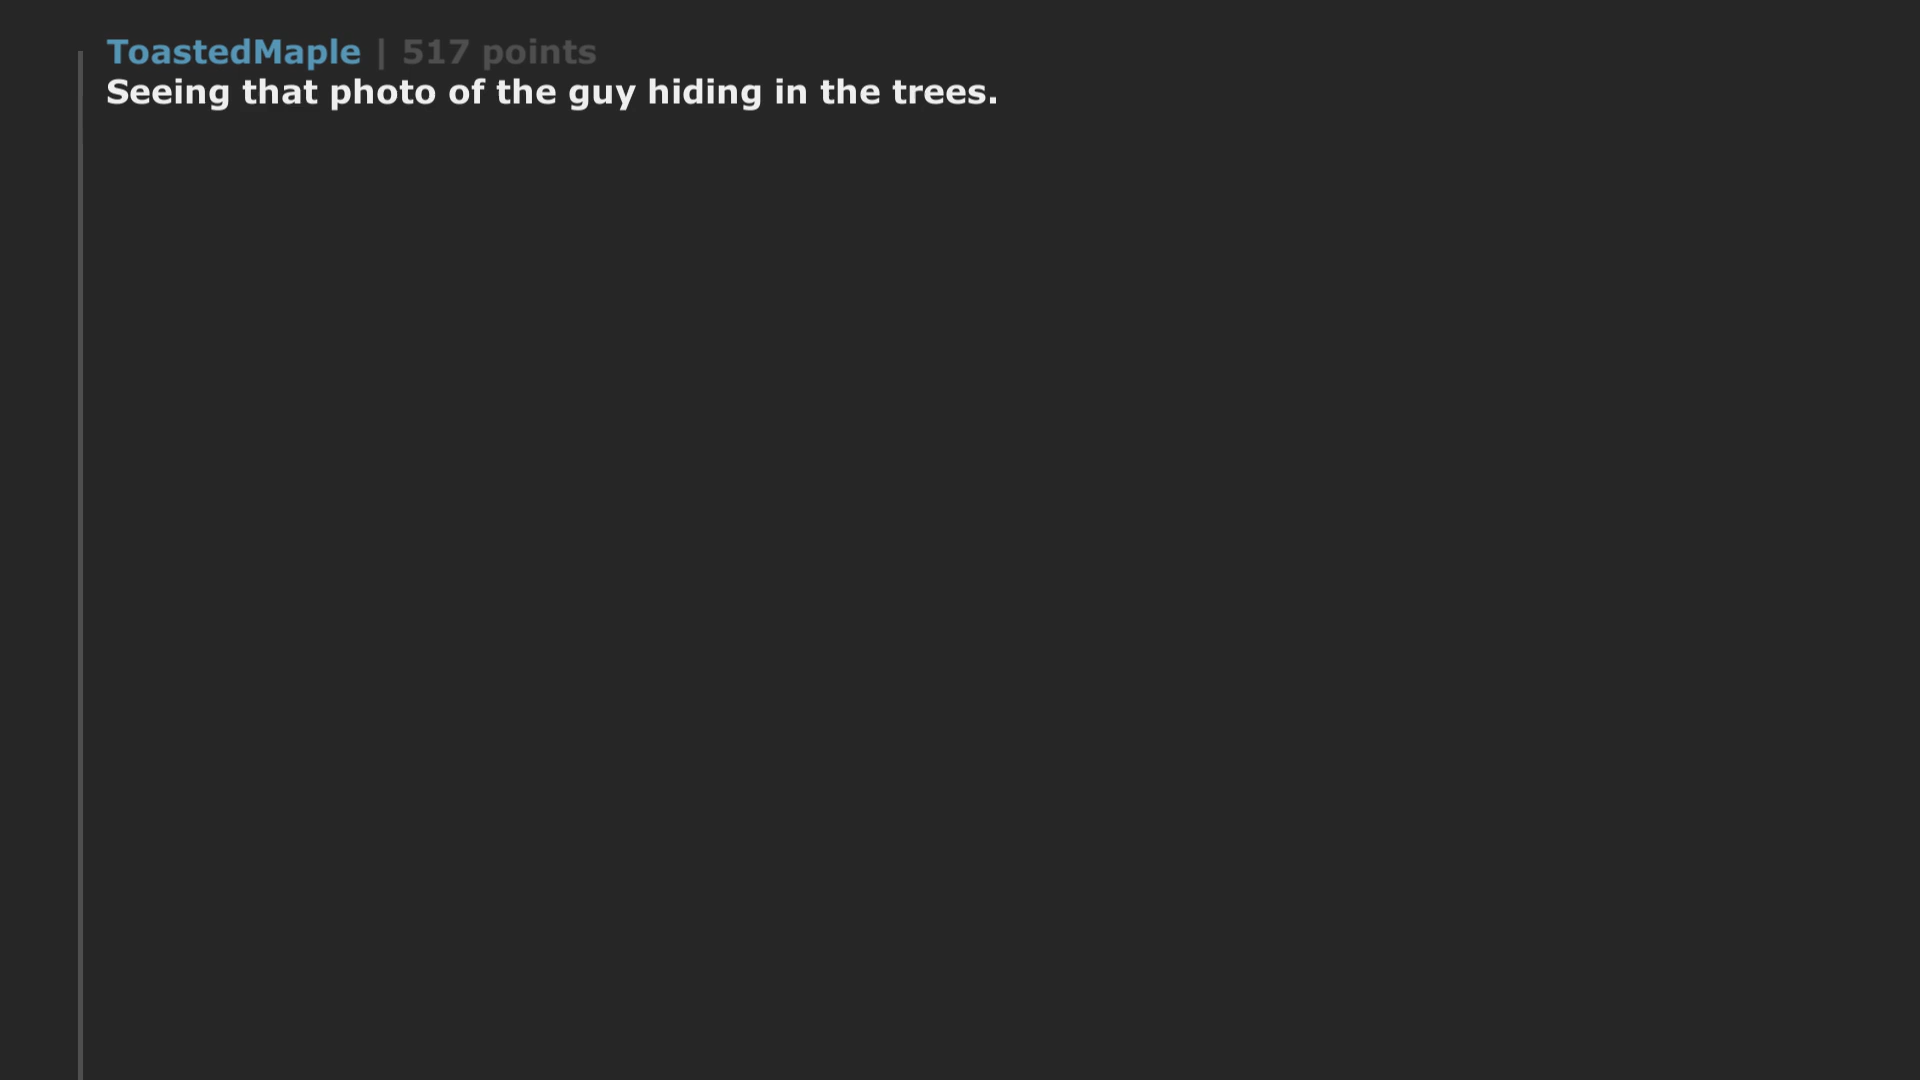 ToastedMaple | 517 points
Seeing that photo of the guy hiding in the trees.